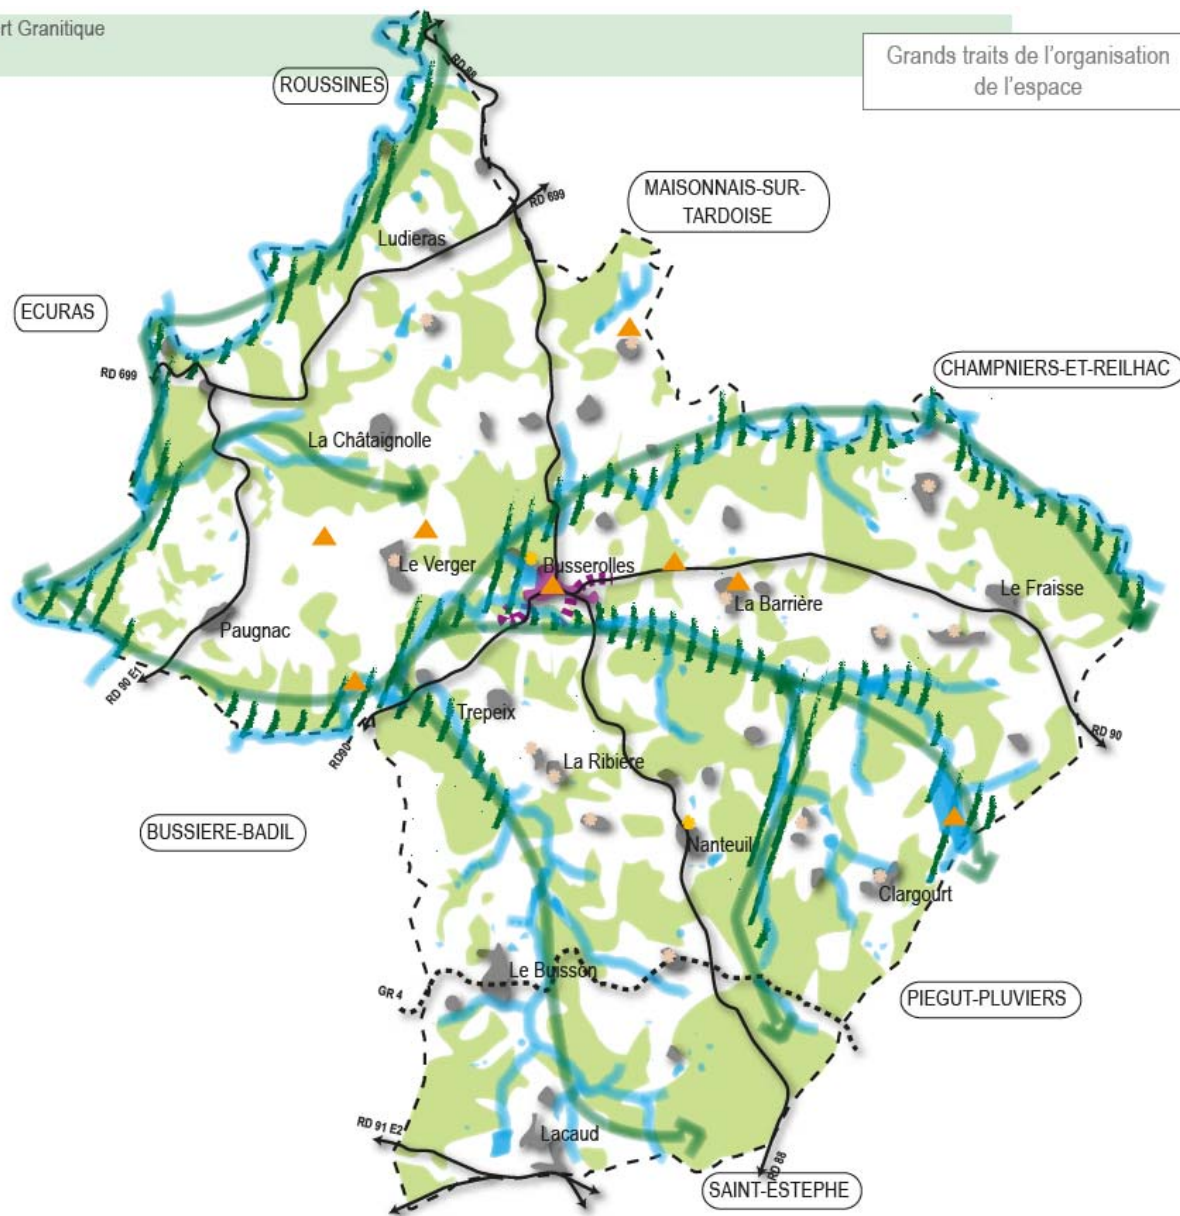 rt Granitique
Grands traits de l'organisation
de l'espace
RD 88
ROUSSINES
MAISONNAIS-SUR-
TARDOISE
RD 699
Ludieras
ECURAS
RD 699
CHAMPNIERS-ET-REILHAC
La Châtaignolle
Le Verger
Busserolles
La Barrière
Le Fraisse
Paugnac
RD 90 E1
Trepeix
RD90
RD 90
La Ribière
BUSSIERE-BADIL
Nanteuil
Clargourt
Le Buisson
GR 4
PIEGUT-PLUVIERS
RD 91 E2
Lacaud
RD 88
SAINT-ESTEPHE